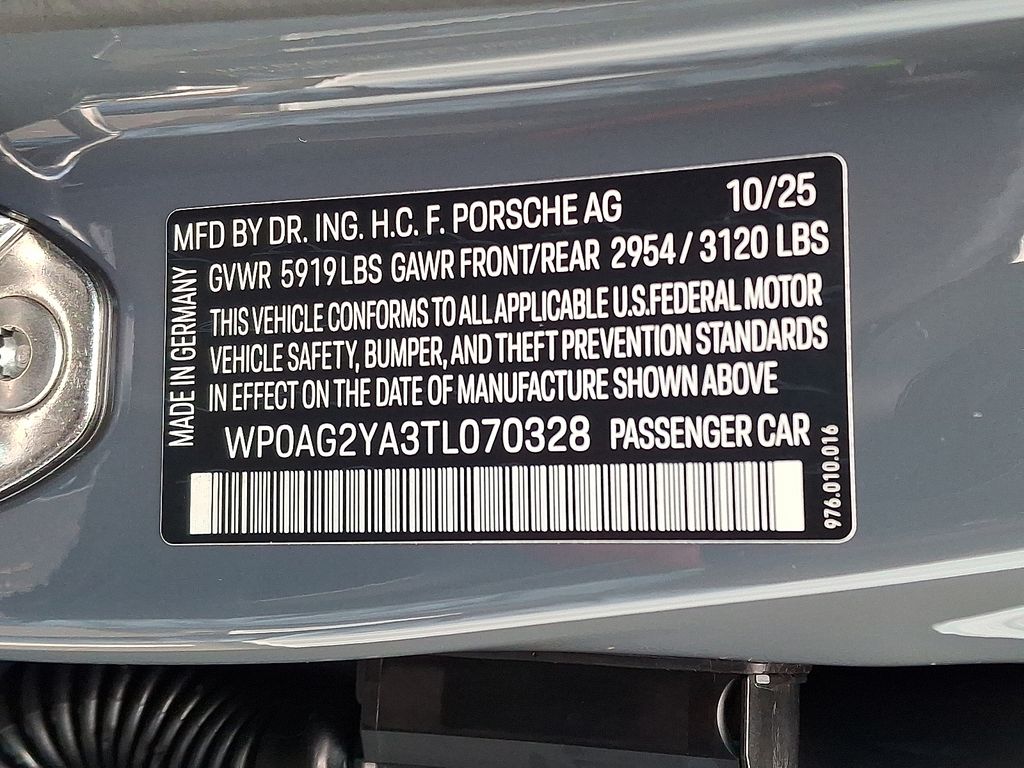 MFD BY DR. ING. H.C. F. PORSCHE AG 10/25
GVWR 5919 LBS GAWR FRONT/REAR 2954 / 3120 LBS
THIS VEHICLE CONFORMS TO ALL APPLICABLE U.S.FEDERAL MOTOR
VEHICLE SAFETY, BUMPER, AND THEFT PREVENTION STANDARDS
IN EFFECT ON THE DATE OF MANUFACTURE SHOWN ABOVE
WP0AG2YA3TL070328 PASSENGER CAR
MADE IN GERMANY
976.010.016